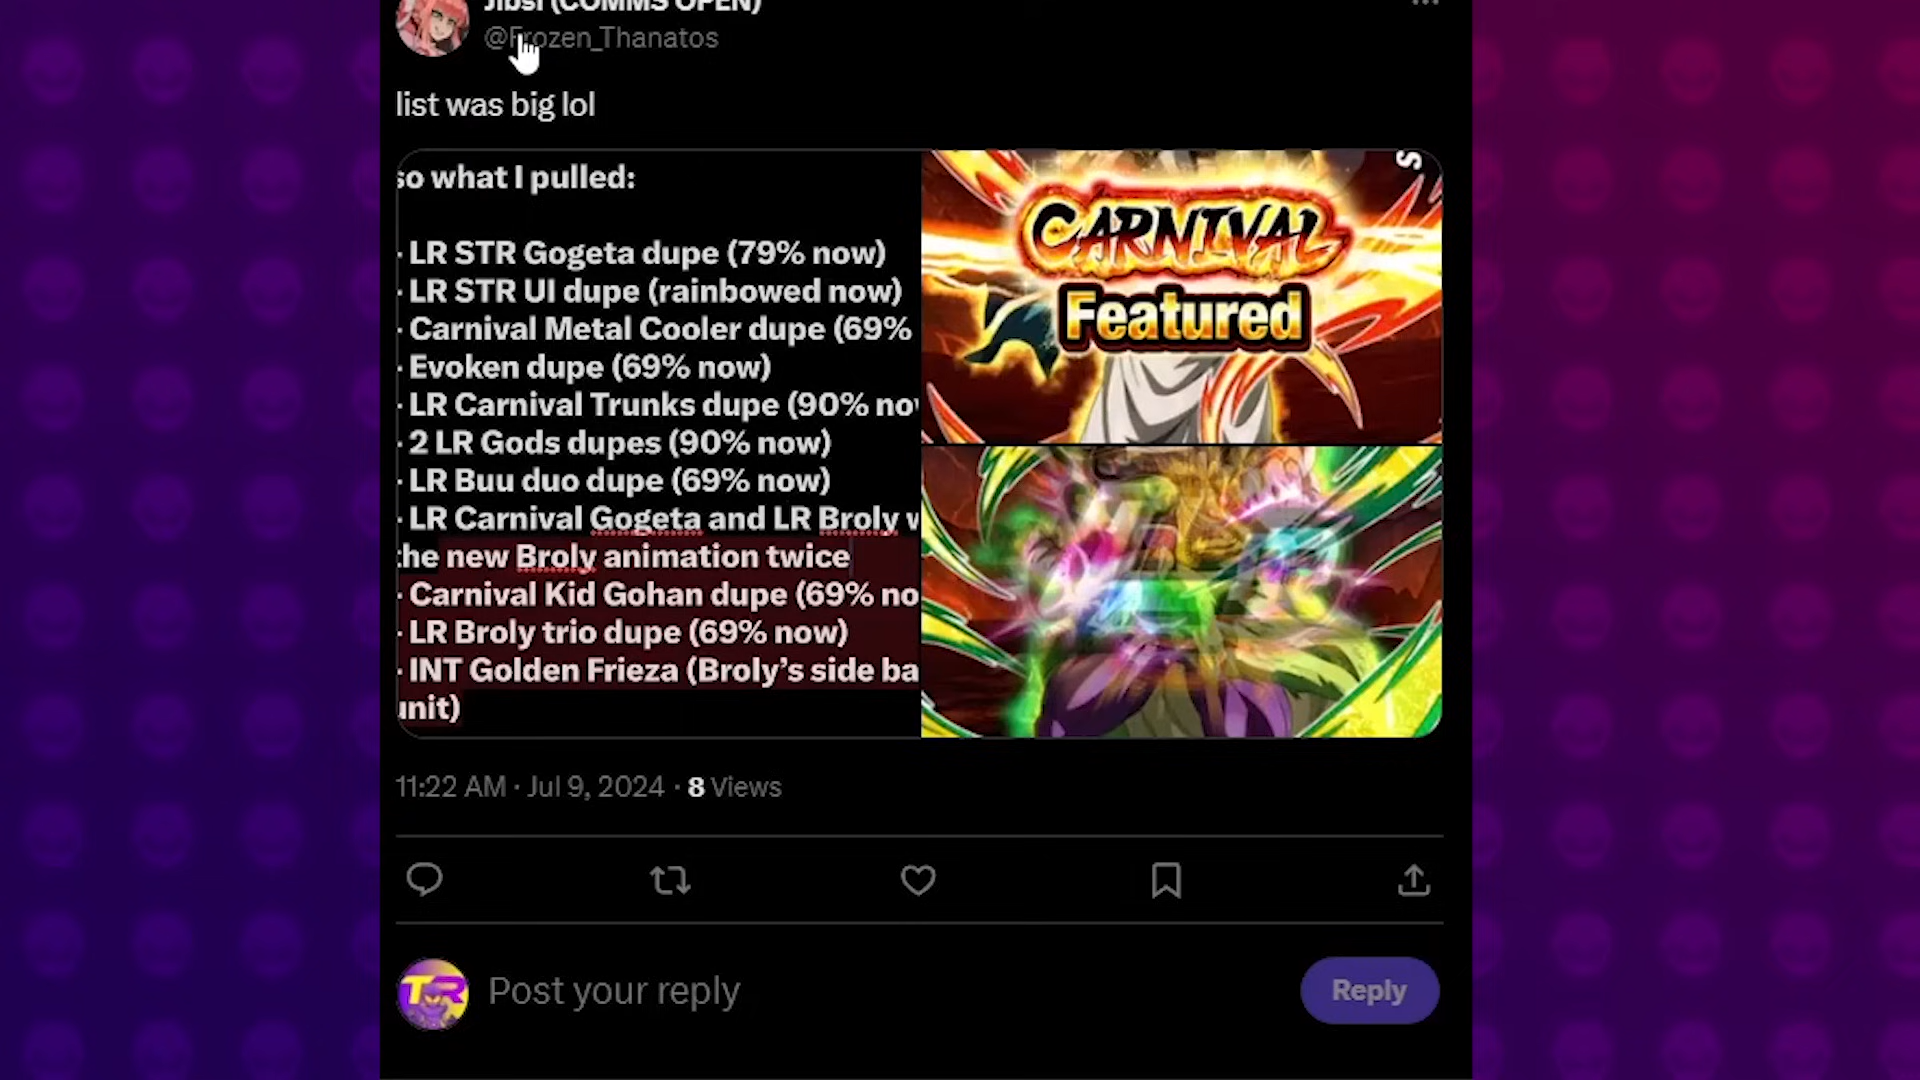 Jibsi (COMMS OPEN)
@Frozen_Thanatos
list was big lol
so what I pulled:
· LR STR Gogeta dupe (79% now)
· LR STR UI dupe (rainbowed now)
· Carnival Metal Cooler dupe (69%
· Evoken dupe (69% now)
· LR Carnival Trunks dupe (90% no
· 2 LR Gods dupes (90% now)
· LR Buu duo dupe (69% now)
· LR Carnival Gogeta and LR Broly
the new Broly animation twice
· Carnival Kid Gohan dupe (69% no
· LR Broly trio dupe (69% now)
· INT Golden Frieza (Broly's side ba
unit)
CARNIVAL
Featured
11:22 AM · Jul 9, 2024 · 8 Views
TR
Post your reply
Reply